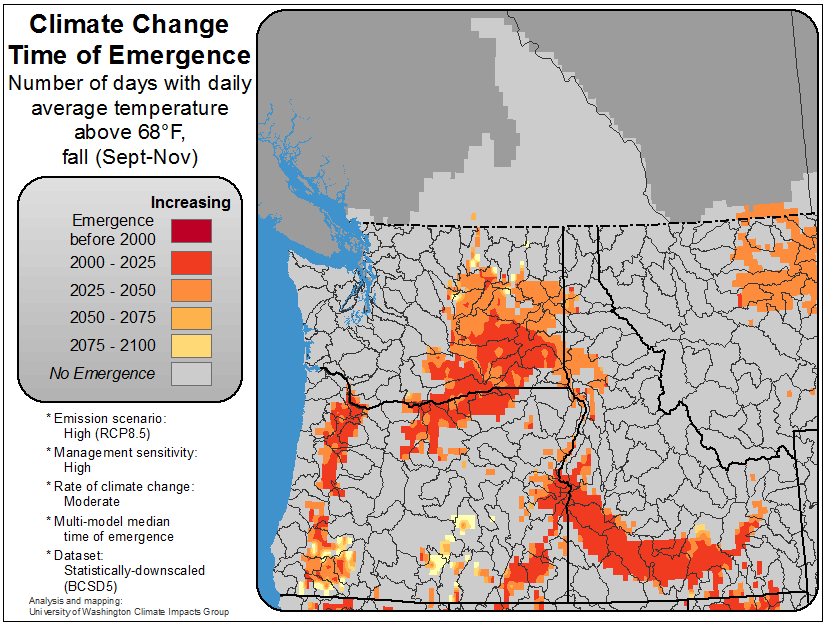 Climate Change
Time of Emergence
Number of days with daily
average temperature
above 68°F,
fall (Sept-Nov)
Increasing
Emergence
before 2000
2000 - 2025
2025 - 2050
2050 - 2075
2075 - 2100
No Emergence
* Emission scenario:
High (RCP8.5)
* Management sensitivity:
High
* Rate of climate change:
Moderate
* Multi-model median
time of emergence
* Dataset:
Statistically-downscaled
(BCSD5)
Analysis and mapping:
University of Washington Climate Impacts Group